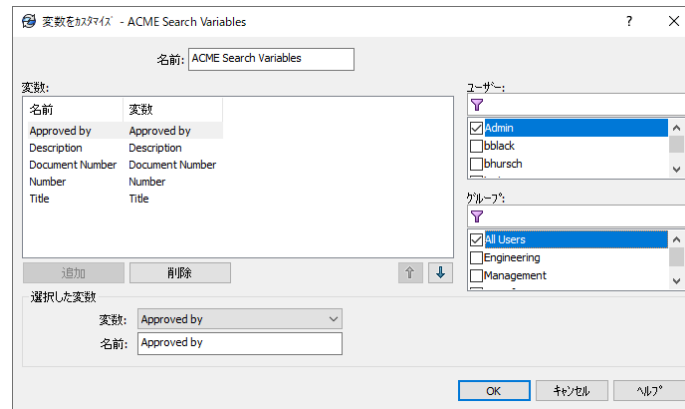 変数をｶｽﾀﾏｲｽﾞ - ACME Search Variables
? ×
名前: ACME Search Variables
変数:
名前 変数
Approved by Approved by
Description Description
Document Number Document Number
Number Number
Title Title
追加 削除
ﾕｰｻﾞｰ:
Admin
bblack
bhursch
ｸﾞﾙｰﾌﾟ:
All Users
Engineering
Management
選択した変数
変数: Approved by
名前: Approved by
OK ｷｬﾝｾﾙ ﾍﾙﾌﾟ